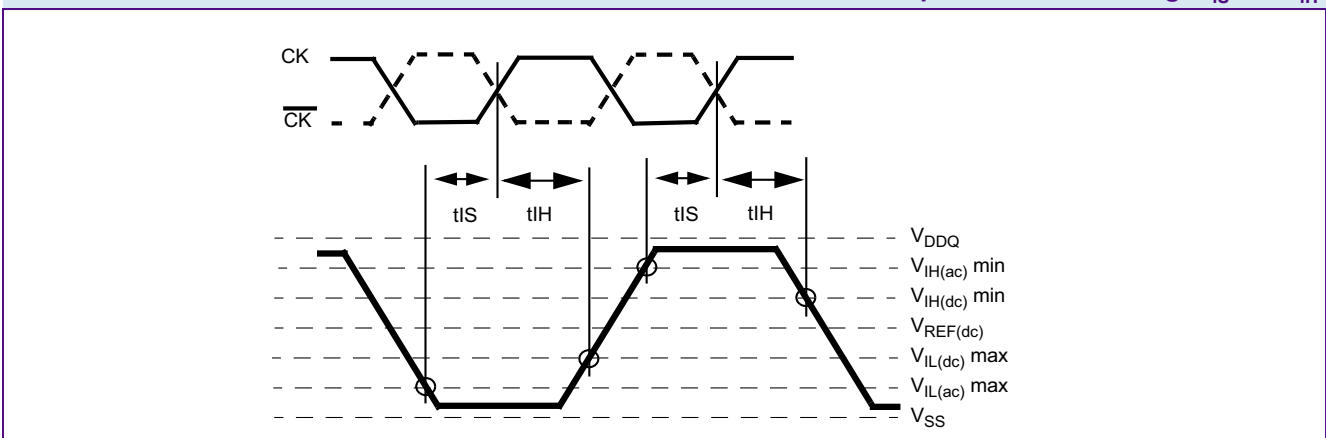 CK
CK
tIS tIH tIS tIH
VDDQ
VIH(ac) min
VIH(dc) min
VREF(dc)
VIL(dc) max
VIL(ac) max
VSS